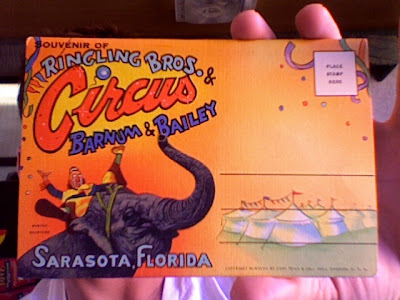 SOUVENIR OF
RINGLING BROS. &
Circus
BARNUM & BAILEY
PLACE
STAMP
HERE
SARASOTA, FLORIDA